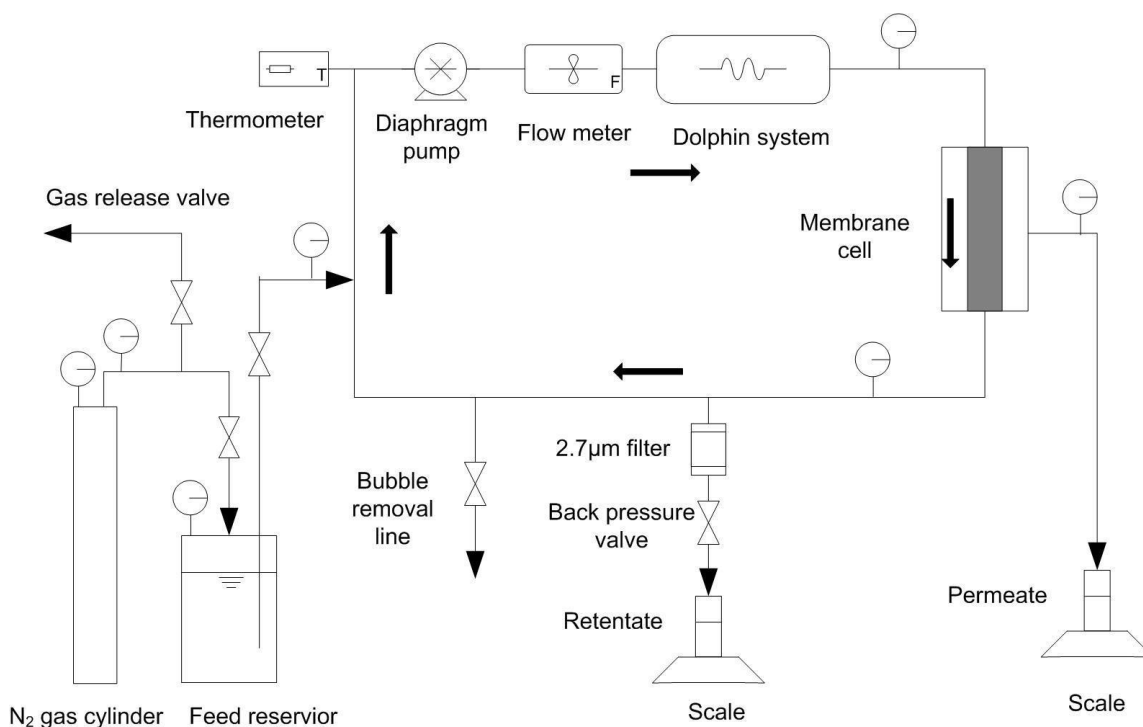 T
F
Thermometer
Diaphragm
pump
Flow meter
Dolphin system
Gas release valve
Membrane
cell
2.7µm filter
Bubble
removal
line
Back pressure
valve
Retentate
Permeate
N₂ gas cylinder
Feed reservior
Scale
Scale